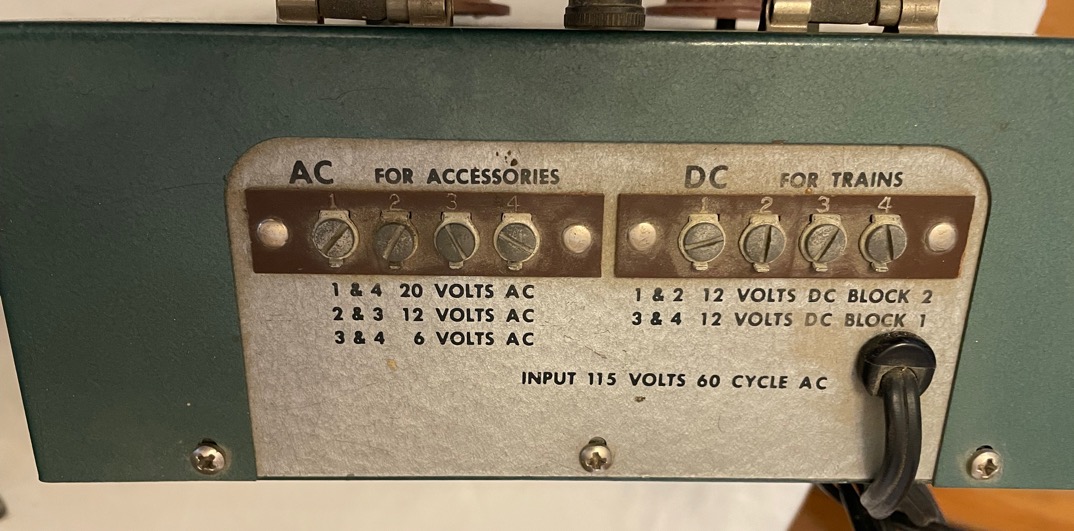 AC FOR ACCESSORIES
1 2 3 4
1 & 4 20 VOLTS AC
2 & 3 12 VOLTS AC
3 & 4 6 VOLTS AC
DC FOR TRAINS
1 2 3 4
1 & 2 12 VOLTS DC BLOCK 2
3 & 4 12 VOLTS DC BLOCK 1
INPUT 115 VOLTS 60 CYCLE AC